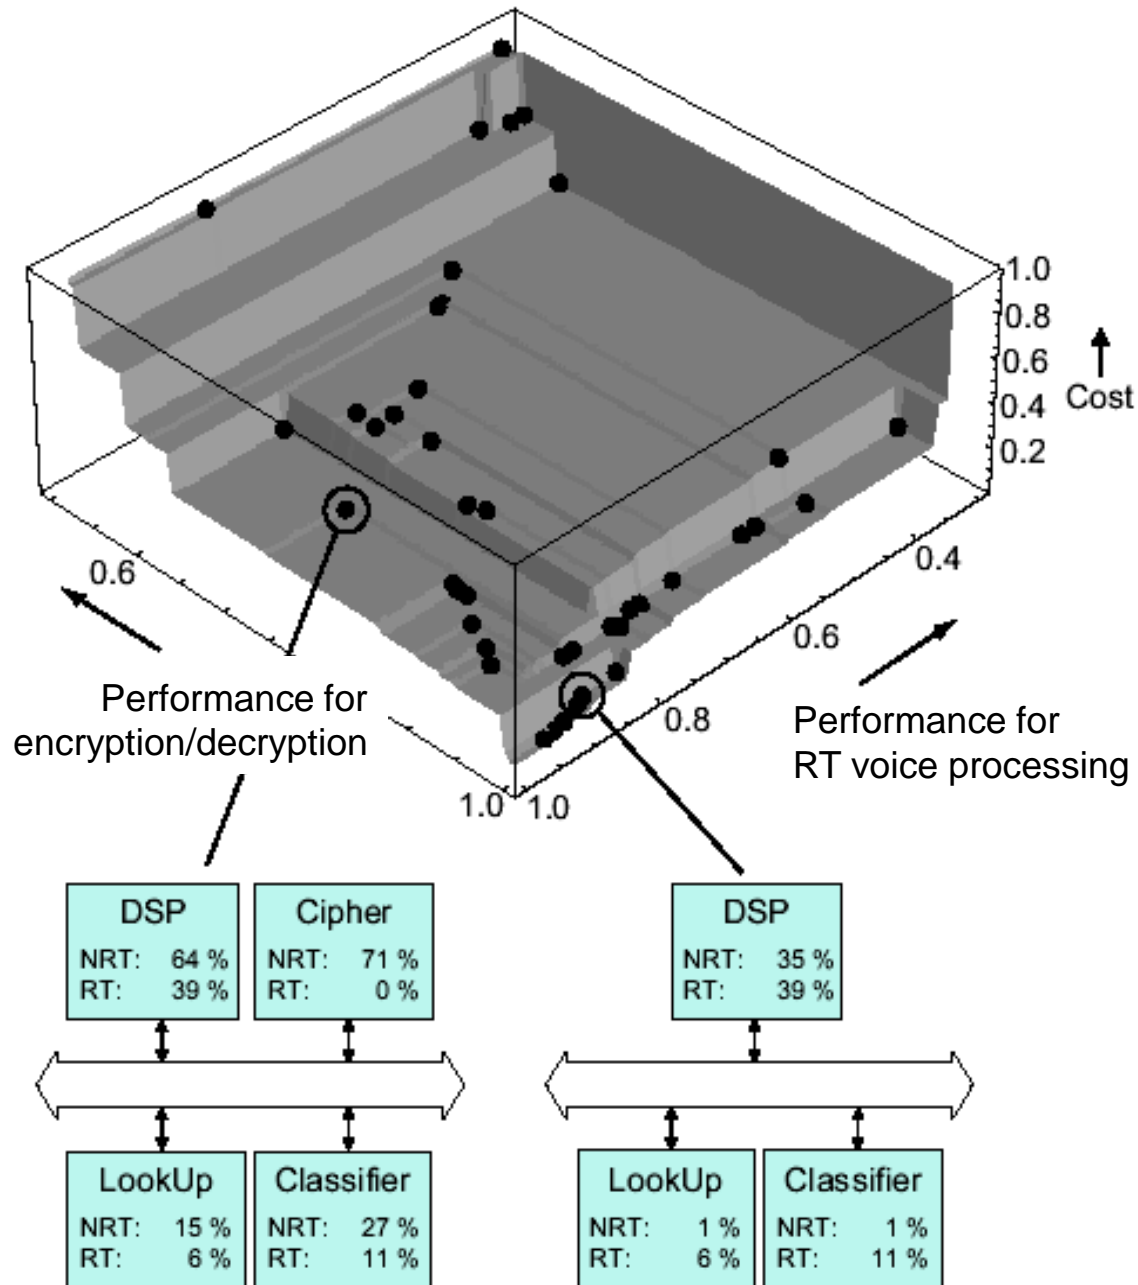 1.0
0.8
0.6
0.4
0.2
Cost
0.6
0.4
0.6
0.8
1.0
1.0
Performance for
encryption/decryption
Performance for
RT voice processing
DSP
NRT: 64 %
RT: 39 %
Cipher
NRT: 71 %
RT: 0 %
DSP
NRT: 35 %
RT: 39 %
LookUp
NRT: 15 %
RT: 6 %
Classifier
NRT: 27 %
RT: 11 %
LookUp
NRT: 1 %
RT: 6 %
Classifier
NRT: 1 %
RT: 11 %